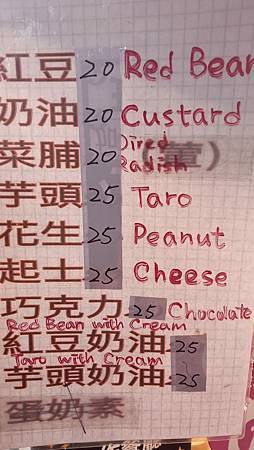 紅豆 20 Red Bean
奶油 20 Custard
菜脯 20 Dired Radish
芋頭 25 Taro
花生 25 Peanut
起士 25 Cheese
巧克力 25 Chocolate
Red Bean with Cream
紅豆奶油 25
Taro with Cream
芋頭奶油 25
蛋奶素